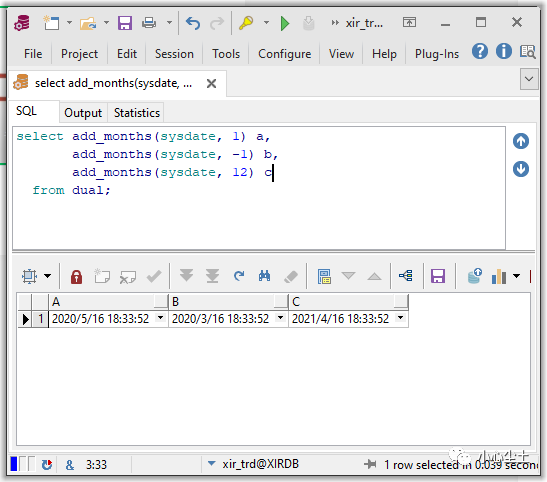 xir_trd...
File Project Edit Session Tools Configure Window Help Plug-Ins
select add_months(sysdate, ...
SQL Output Statistics
select add_months(sysdate, 1) a,
add_months(sysdate, -1) b,
add_months(sysdate, 12) c
from dual;
A B C
1 2020/5/16 18:33:52 2020/3/16 18:33:52 2021/4/16 18:33:52
& 3:33 xir_trd@XIRDB 1 row selected in 0.039 seconds